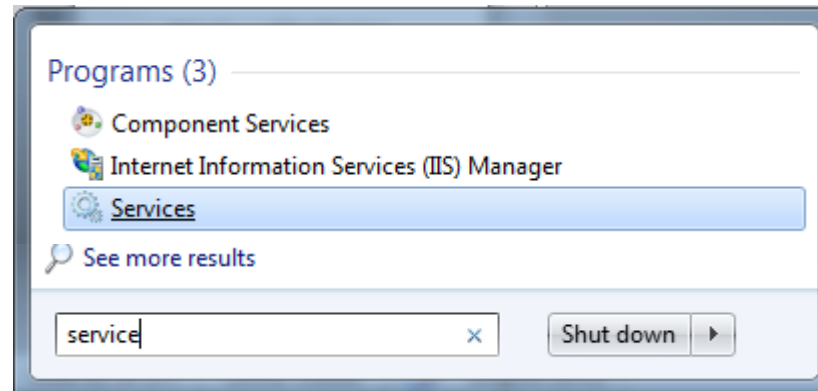 Programs (3)
Component Services
Internet Information Services (IIS) Manager
Services
See more results
service
Shut down